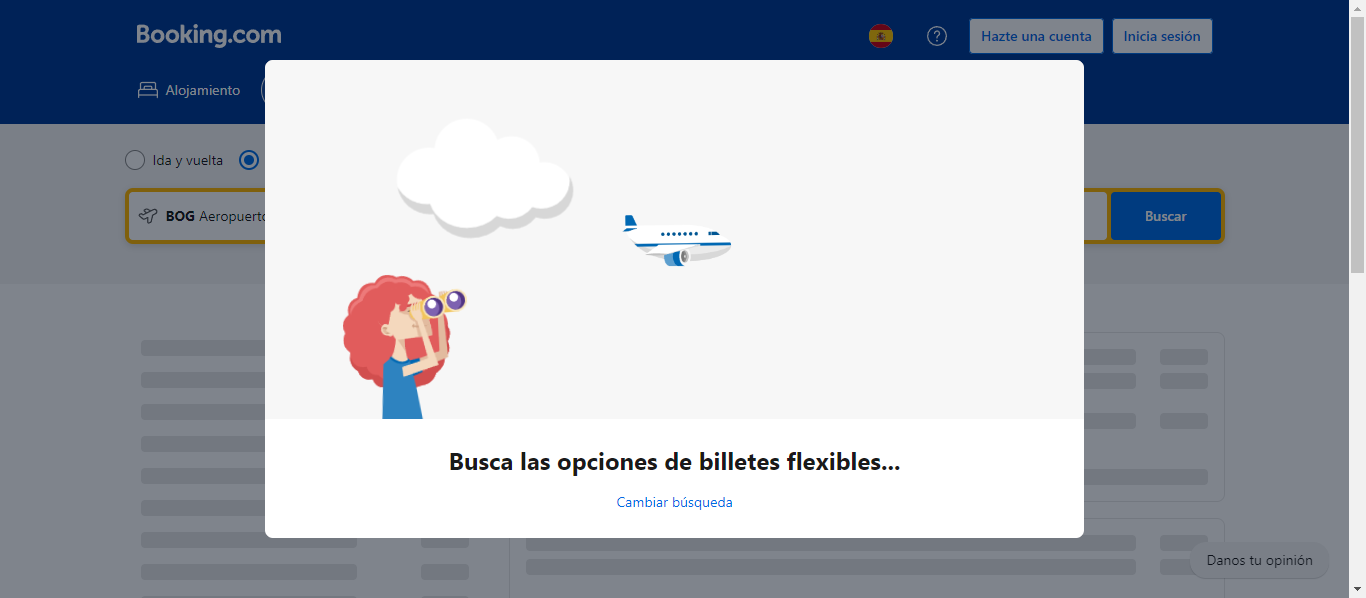 Booking.com
Hazte una cuenta
Inicia sesión
Alojamiento
Ida y vuelta
BOG Aeropuerto
Buscar
Busca las opciones de billetes flexibles...
Cambiar búsqueda
Danos tu opinión